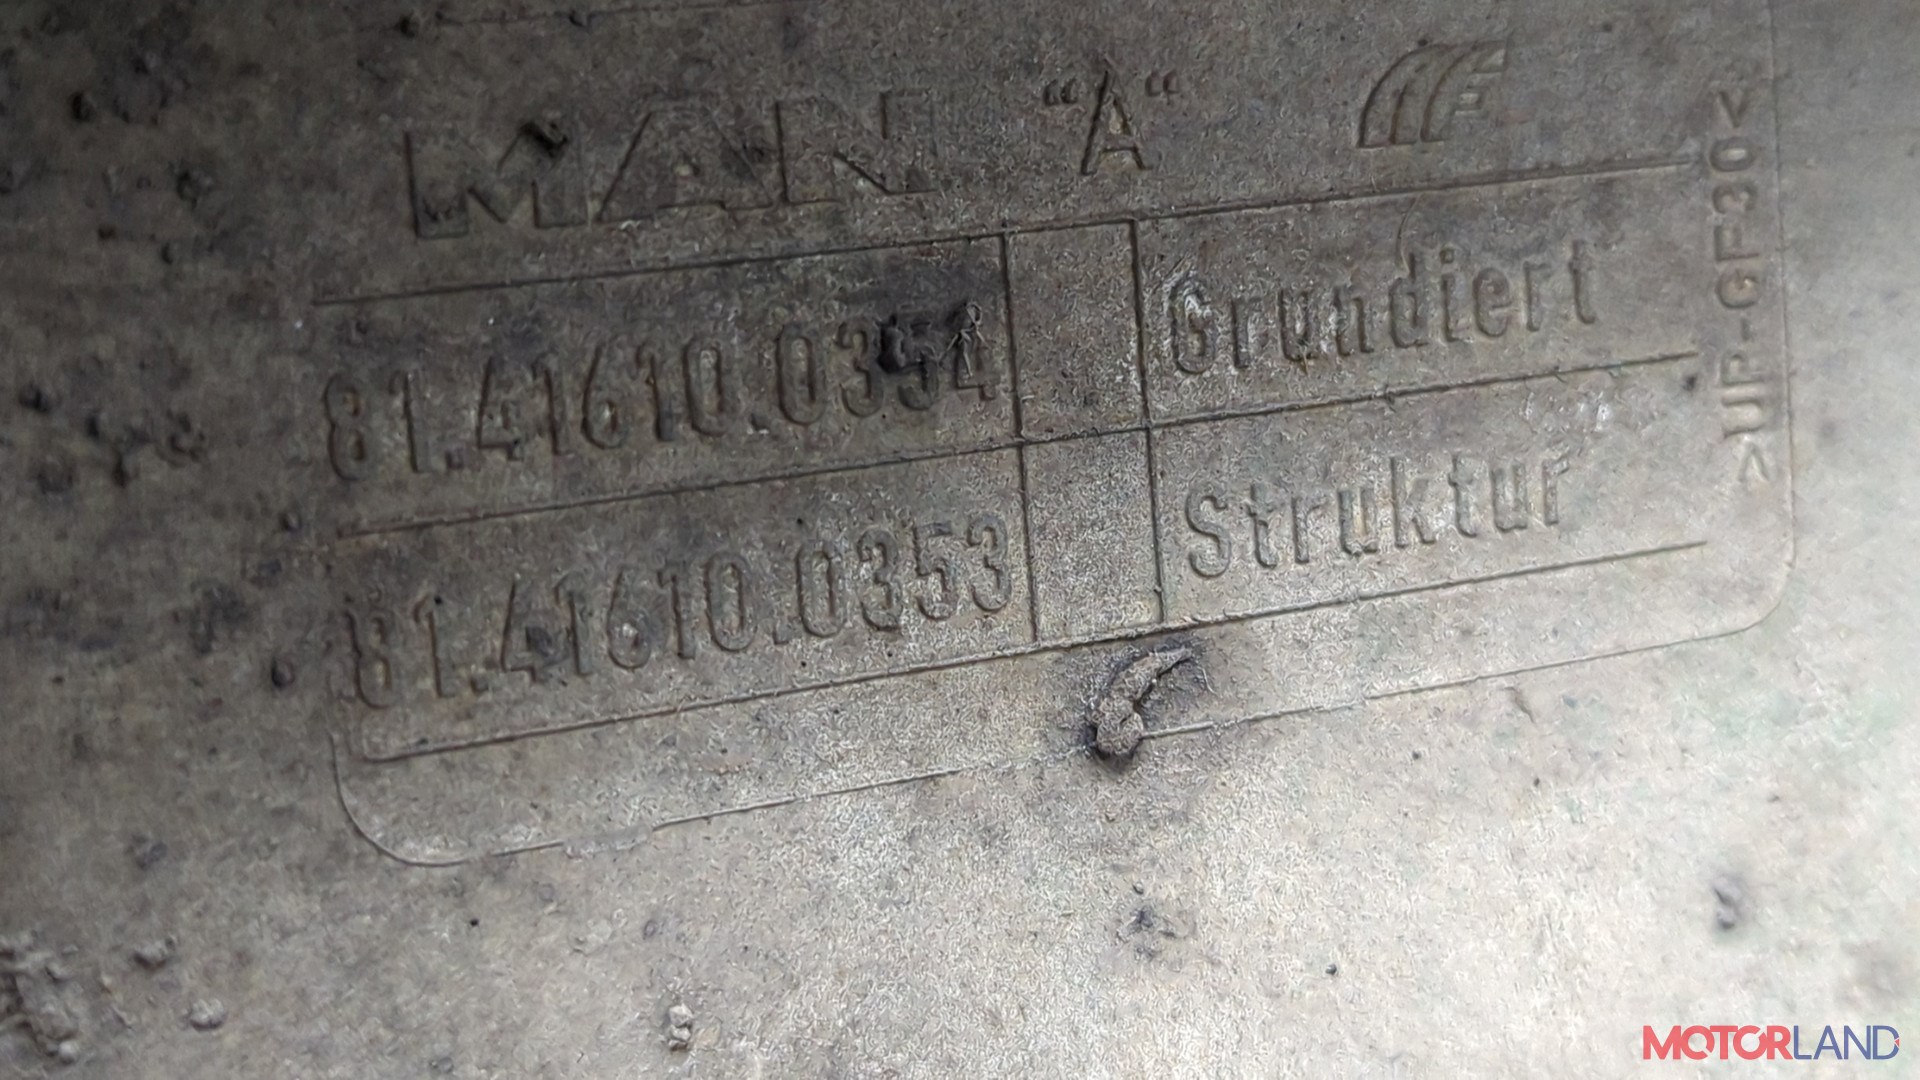 MAN "A"
81.41610.0354 Grundiert
81.41610.0353 Struktur
>UP-GF30<
MOTORLAND